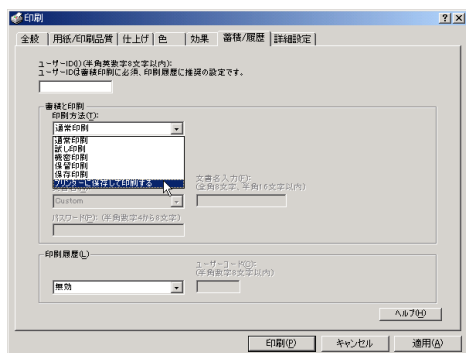 印刷
全般 用紙/印刷品質 仕上げ 色 効果 蓄積/履歴 詳細設定
ユーザーID(I)(半角英数字8文字以内):
ユーザーIDは蓄積印刷に必須、印刷履歴に推奨の設定です。
蓄積と印刷
印刷方法(T):
通常印刷
通常印刷
試し印刷
機密印刷
保留印刷
保存印刷
プリンターに保存して印刷する
文書名入力(F):
(全角8文字, 半角16文字以内)
Custom
パスワード(P): (半角数字4から8文字)
印刷履歴(L)
ユーザーコード(O):
(半角数字8文字以内)
無効
ヘルプ(H)
印刷(P) キャンセル 適用(A)